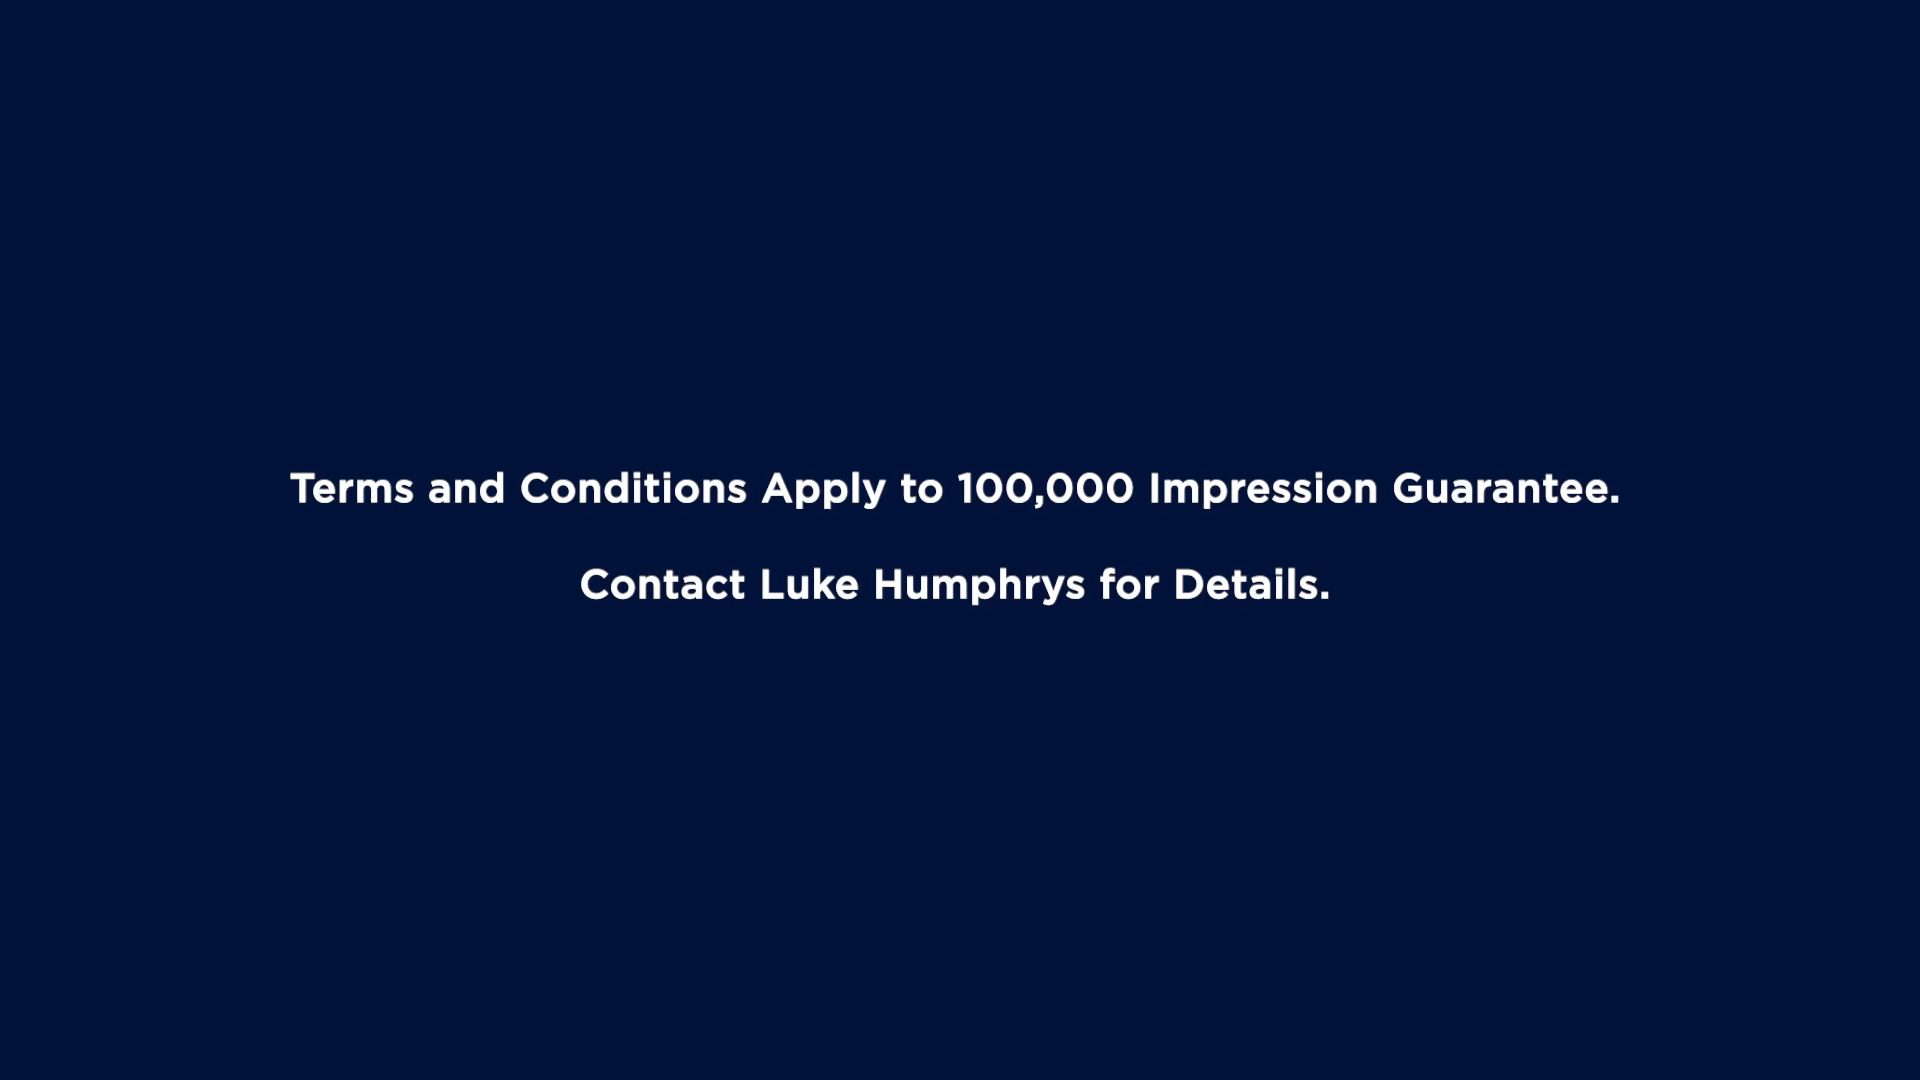 Terms and Conditions Apply to 100,000 Impression Guarantee.
Contact Luke Humphrys for Details.